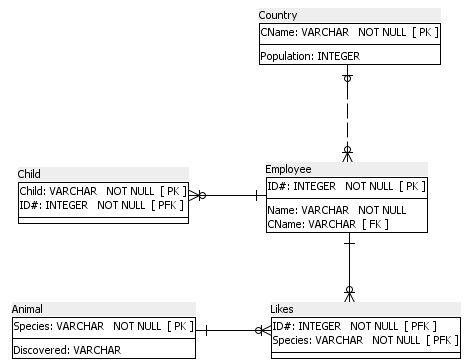 Country
CName: VARCHAR NOT NULL [ PK ]
Population: INTEGER
Child
Child: VARCHAR NOT NULL [ PK ]
ID#: INTEGER NOT NULL [ PFK ]
Employee
ID#: INTEGER NOT NULL [ PK ]
Name: VARCHAR NOT NULL
CName: VARCHAR [ FK ]
Animal
Species: VARCHAR NOT NULL [ PK ]
Discovered: VARCHAR
Likes
ID#: INTEGER NOT NULL [ PFK ]
Species: VARCHAR NOT NULL [ PFK ]